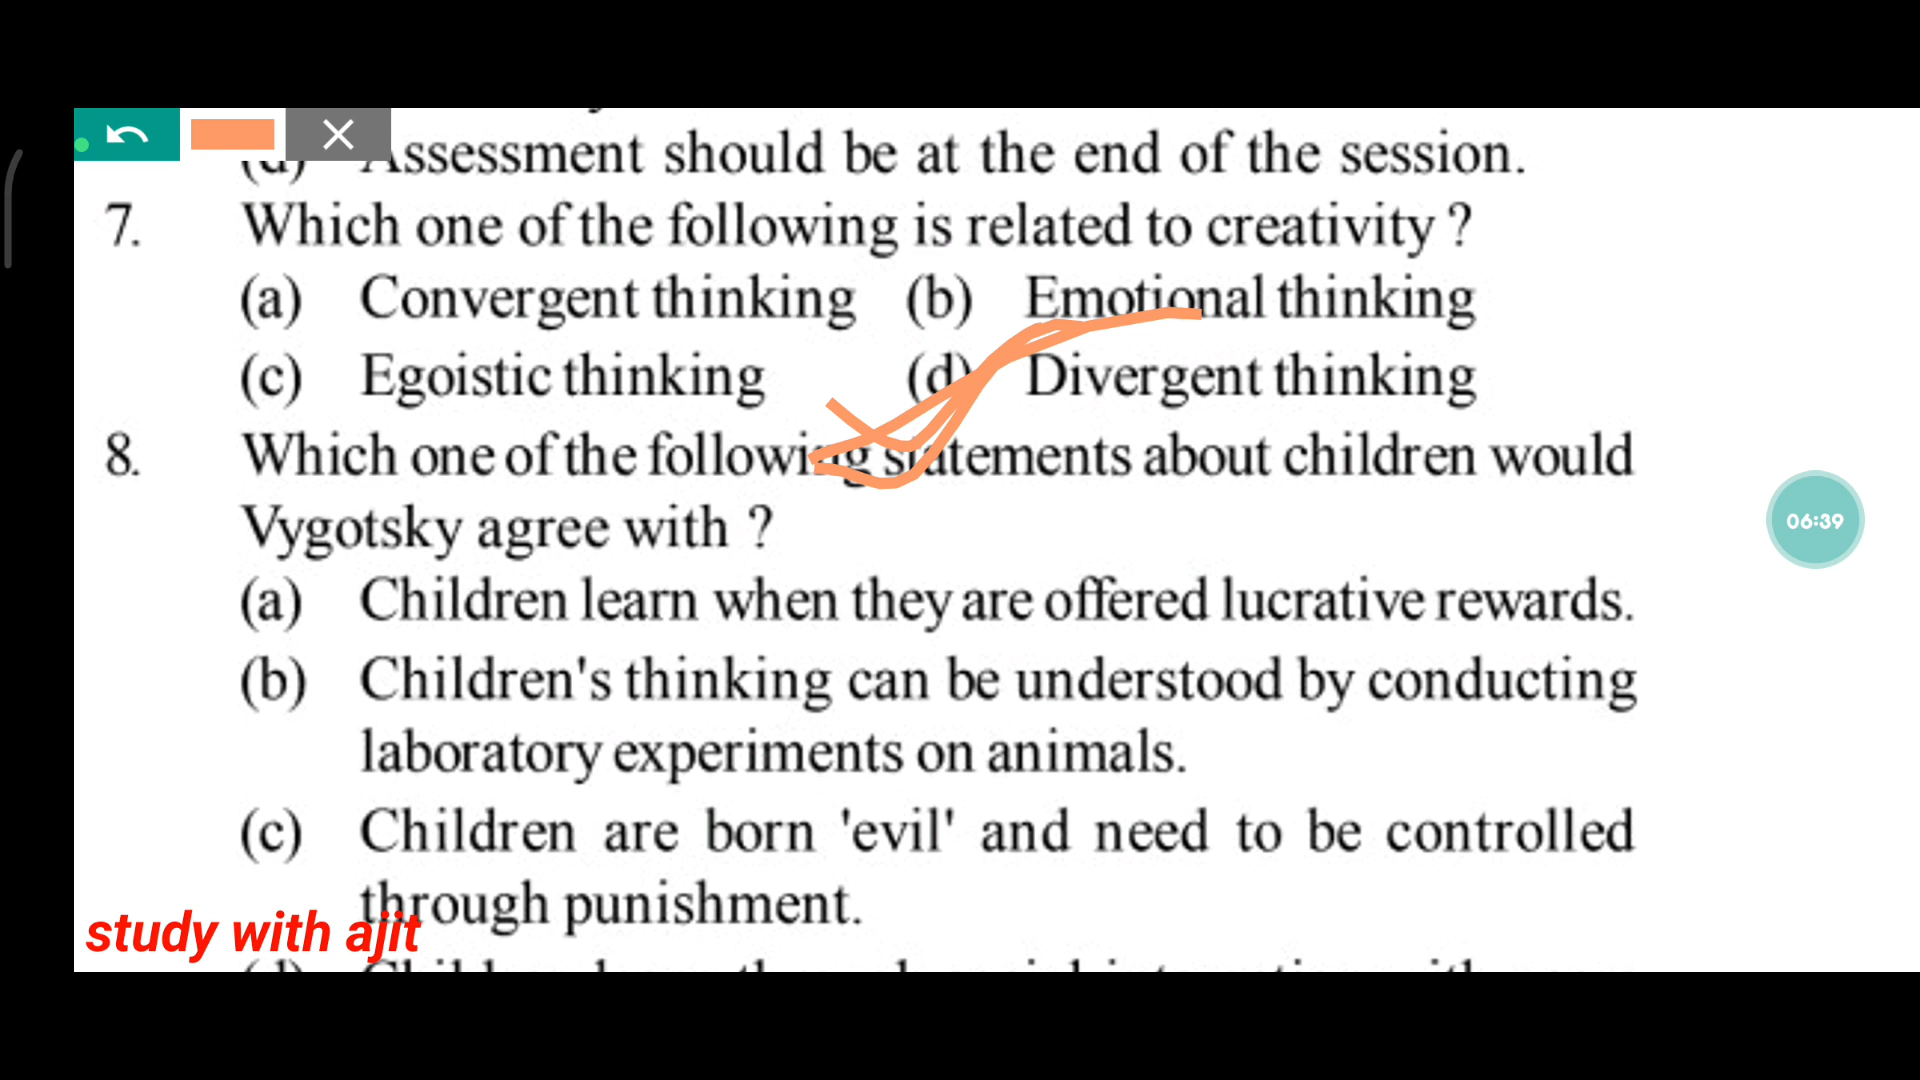 Assessment should be at the end of the session.
7. Which one of the following is related to creativity ?
(a) Convergent thinking (b) Emotional thinking
(c) Egoistic thinking (d) Divergent thinking
8. Which one of the following statements about children would
Vygotsky agree with ?
06:39
(a) Children learn when they are offered lucrative rewards.
(b) Children's thinking can be understood by conducting
laboratory experiments on animals.
(c) Children are born 'evil' and need to be controlled
through punishment.
study with ajit